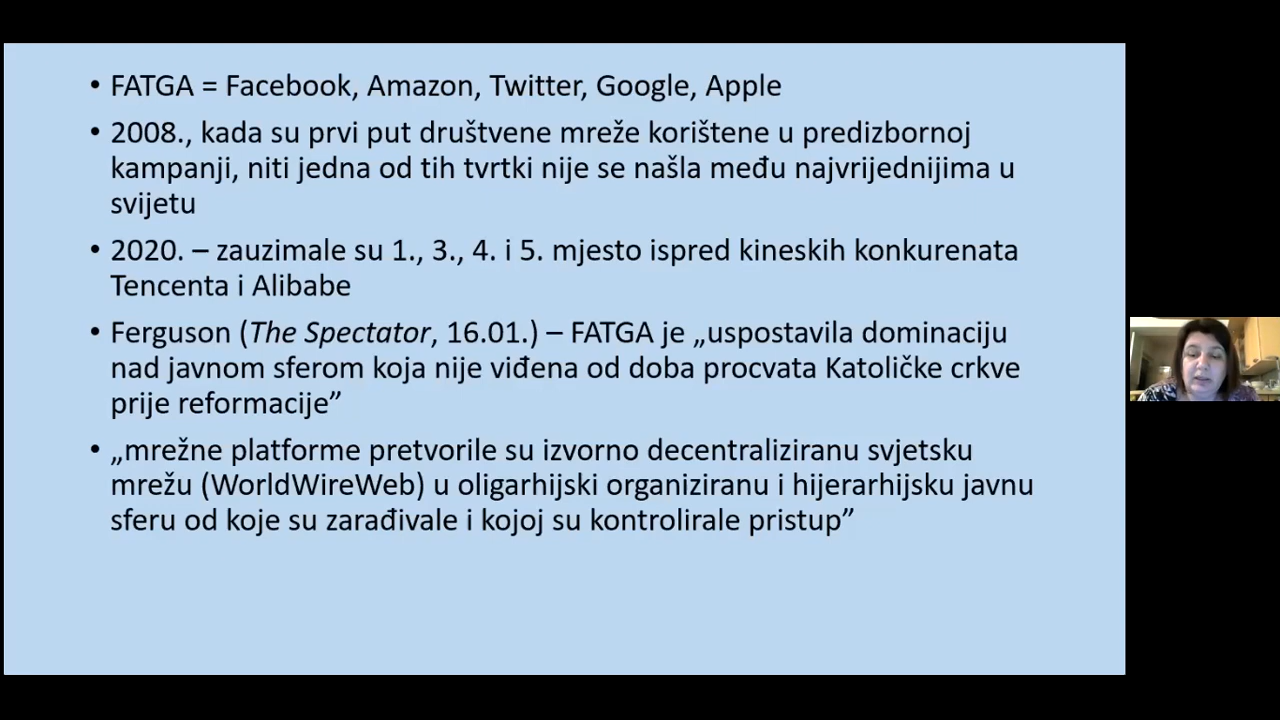 • FATGA = Facebook, Amazon, Twitter, Google, Apple
• 2008., kada su prvi put društvene mreže korištene u predizbornoj
kampanji, niti jedna od tih tvrtki nije se našla među najvrijednijima u
svijetu
• 2020. – zauzimale su 1., 3., 4. i 5. mjesto ispred kineskih konkurenata
Tencenta i Alibabe
• Ferguson (The Spectator, 16.01.) – FATGA je „uspostavila dominaciju
nad javnom sferom koja nije viđena od doba procvata Katoličke crkve
prije reformacije”
• „mrežne platforme pretvorile su izvorno decentraliziranu svjetsku
mrežu (WorldWireWeb) u oligarhijski organiziranu i hijerarhijsku javnu
sferu od koje su zarađivale i kojoj su kontrolirale pristup”